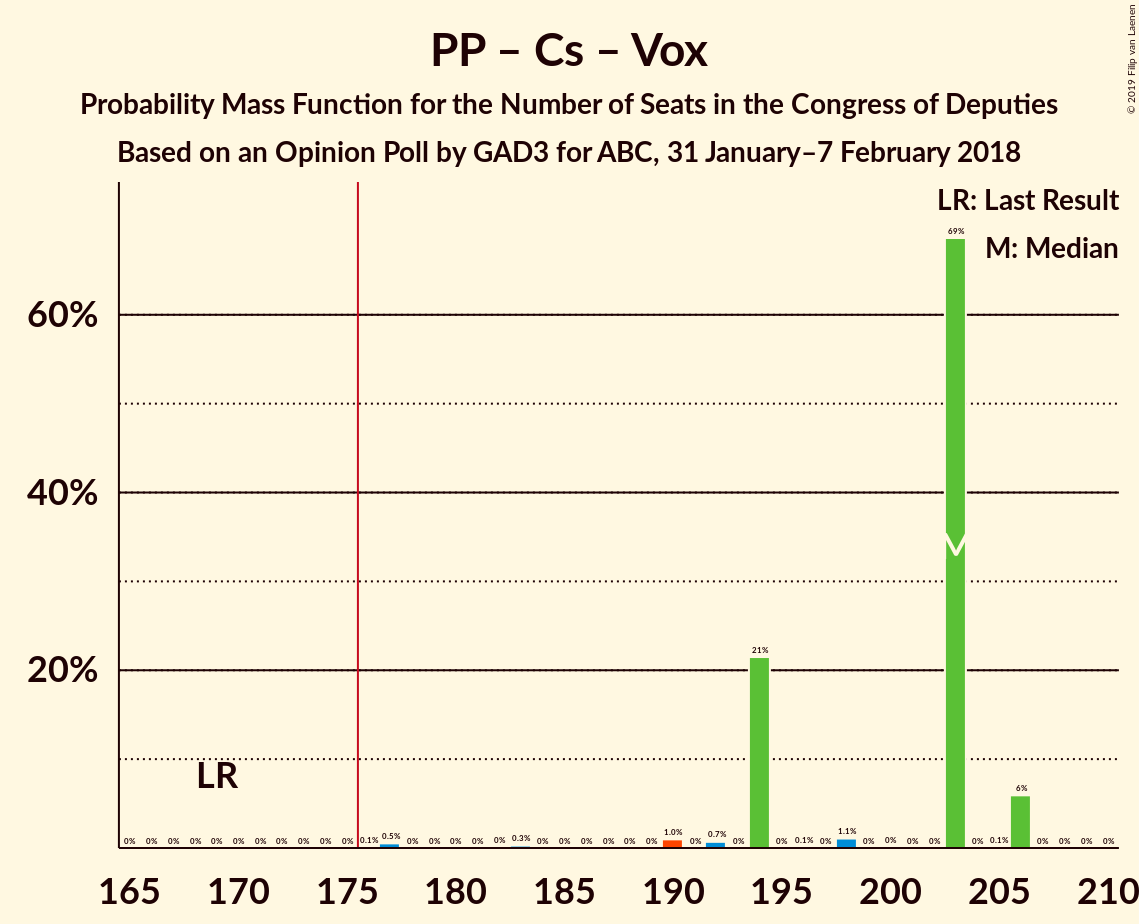 PP – Cs – Vox
Probability Mass Function for the Number of Seats in the Congress of Deputies
Based on an Opinion Poll by GAD3 for ABC, 31 January–7 February 2018
© 2019 Filip van Laenen
LR: Last Result
M: Median
69%
60%
40%
M
21%
20%
LR
6%
0% 0% 0% 0% 0% 0% 0% 0% 0% 0% 0% 0.1% 0.5% 0% 0% 0% 0% 0% 0.3% 0% 0% 0% 0% 0% 0% 1.0% 0% 0.7% 0% 0% 0.1% 0% 1.1% 0% 0% 0% 0% 0% 0.1% 0% 0% 0% 0%
165 170 175 180 185 190 195 200 205 210